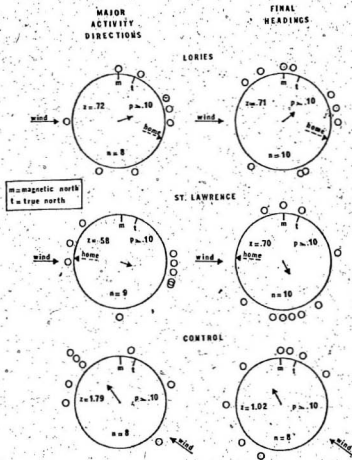 MAJOR
ACTIVITY
DIRECTIONS
FINAL
HEADINGS
LORIES
m
t
z=.72 p>.10
wind
home
n=8
m
t
z=.71 p>.10
wind
home
n=10
m=magnetic north
t=trpe north
ST. LAWRENCE
m
t
z=.58 p>.10
wind
home
n=9
m
t
z=.70 p>.10
wind
home
n=10
CONTROL
m
t
z=1.79 p>.10
n=8
wind
m
t
z=1.02 p>.10
n=8
wind